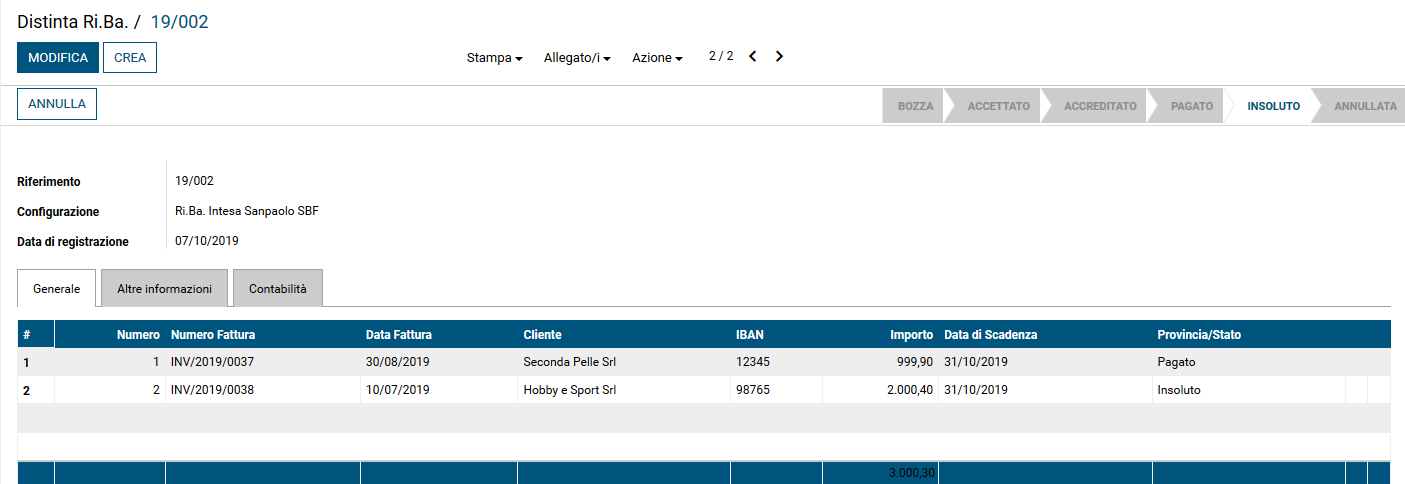 Distinta Ri.Ba. / 19/002
MODIFICA CREA Stampa Allegato/i Azione 2 / 2
ANNULLA BOZZA ACCETTATO ACCREDITATO PAGATO INSOLUTO ANNULLATA
Riferimento 19/002
Configurazione Ri.Ba. Intesa Sanpaolo SBF
Data di registrazione 07/10/2019
Generale Altre informazioni Contabilità
# Numero Numero Fattura Data Fattura Cliente IBAN Importo Data di Scadenza Provincia/Stato
1 1 INV/2019/0037 30/08/2019 Seconda Pelle Srl 12345 999,90 31/10/2019 Pagato
2 2 INV/2019/0038 10/07/2019 Hobby e Sport Srl 98765 2.000,40 31/10/2019 Insoluto
3.000,30